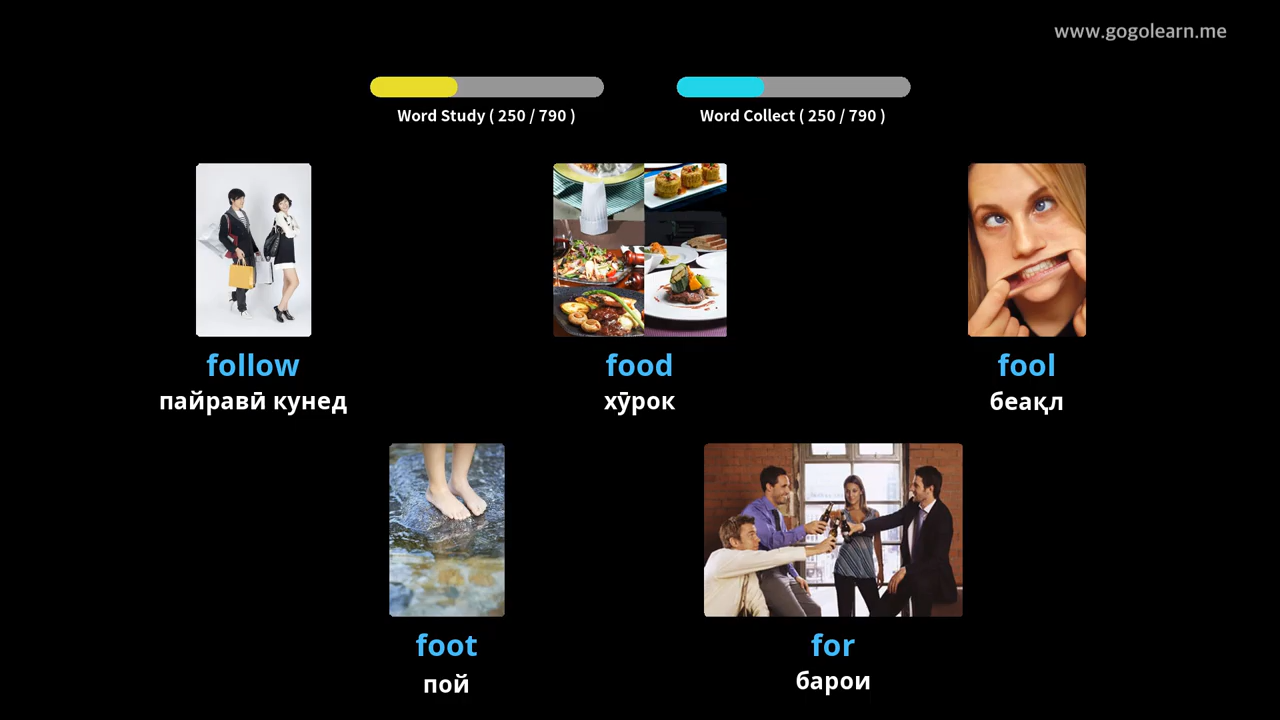 www.gogolearn.me
Word Study ( 250 / 790 )
Word Collect ( 250 / 790 )
follow
пайравӣ кунед
food
хӯрок
fool
беақл
foot
пой
for
барои